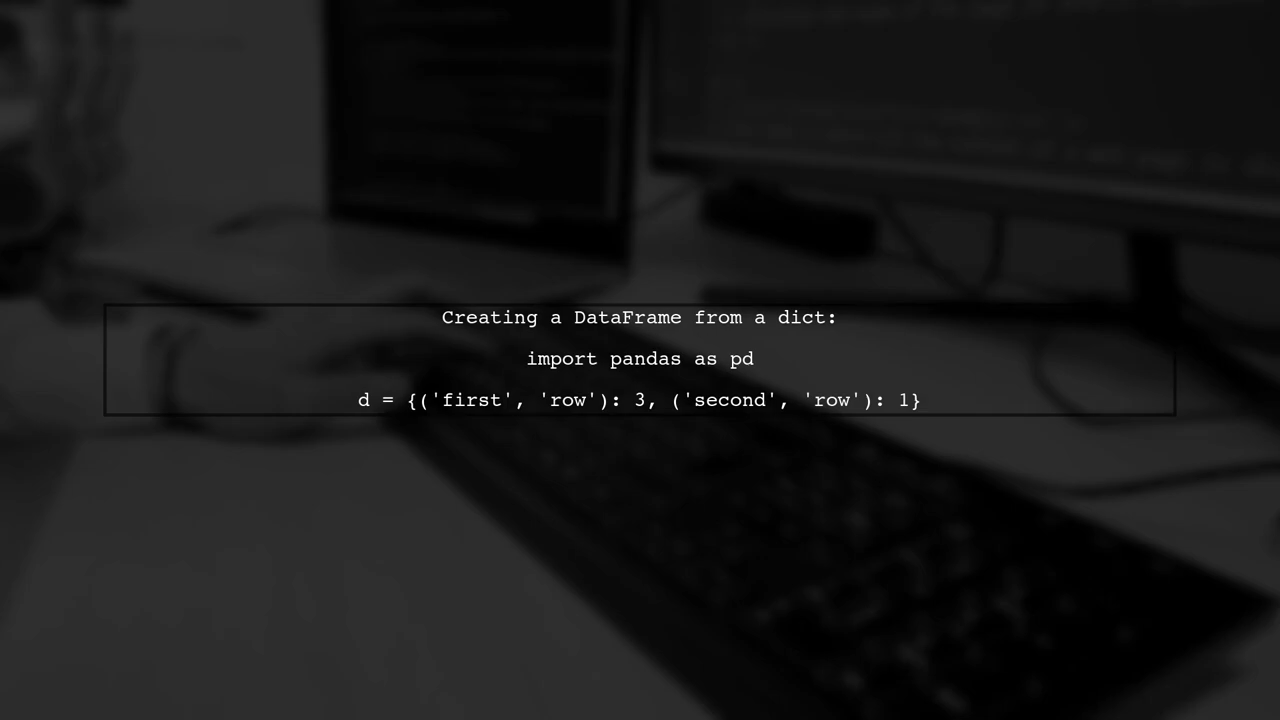 Creating a DataFrame from a dict:
import pandas as pd
d = {('first', 'row'): 3, ('second', 'row'): 1}